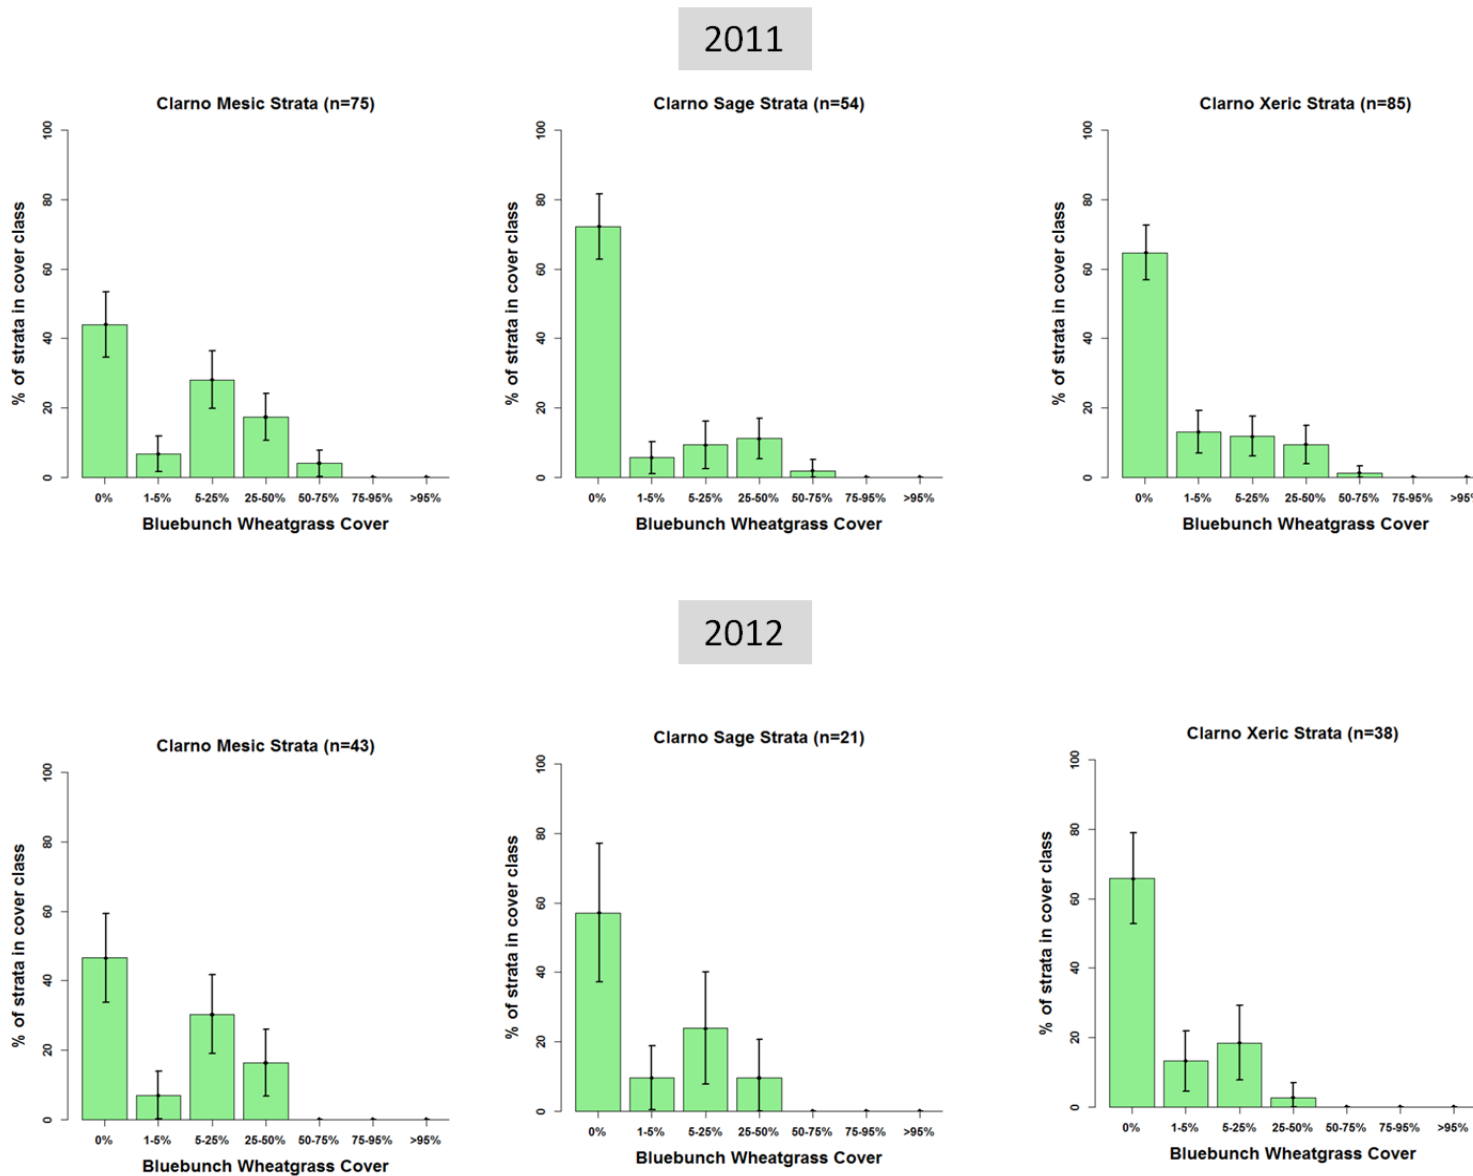 2011
Clarno Mesic Strata (n=75)
% of strata in cover class
100
80
60
40
20
0
0% 1-5% 5-25% 25-50% 50-75% 75-95% >95%
Bluebunch Wheatgrass Cover
Clarno Sage Strata (n=54)
% of strata in cover class
100
80
60
40
20
0
0% 1-5% 5-25% 25-50% 50-75% 75-95% >95%
Bluebunch Wheatgrass Cover
Clarno Xeric Strata (n=85)
% of strata in cover class
100
80
60
40
20
0
0% 1-5% 5-25% 25-50% 50-75% 75-95% >95%
Bluebunch Wheatgrass Cover
2012
Clarno Mesic Strata (n=43)
% of strata in cover class
100
80
60
40
20
0
0% 1-5% 5-25% 25-50% 50-75% 75-95% >95%
Bluebunch Wheatgrass Cover
Clarno Sage Strata (n=21)
% of strata in cover class
100
80
60
40
20
0
0% 1-5% 5-25% 25-50% 50-75% 75-95% >95%
Bluebunch Wheatgrass Cover
Clarno Xeric Strata (n=38)
% of strata in cover class
100
80
60
40
20
0
0% 1-5% 5-25% 25-50% 50-75% 75-95% >95%
Bluebunch Wheatgrass Cover